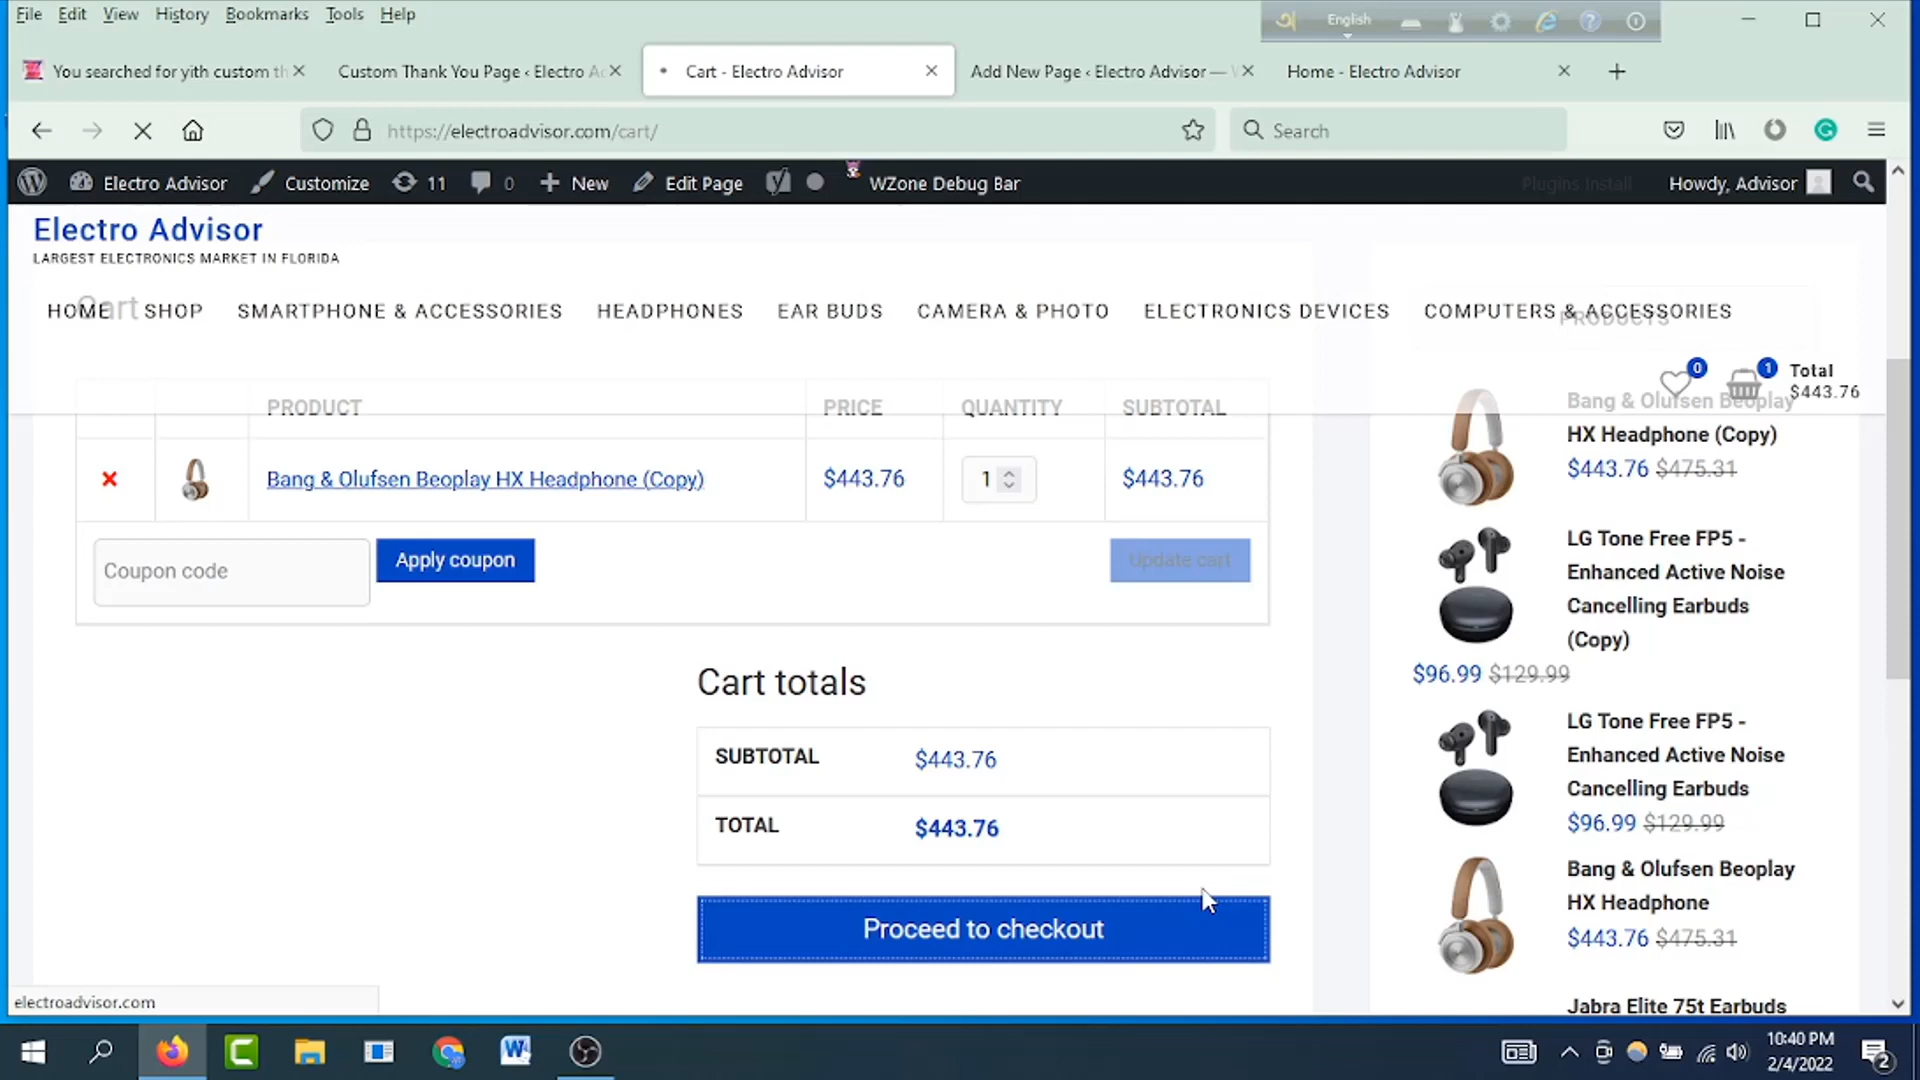 File Edit View History Bookmarks Tools Help
English
You searched for yith custom th
Custom Thank You Page ‹ Electro Ad
Cart - Electro Advisor
Add New Page ‹ Electro Advisor —
Home - Electro Advisor
https://electroadvisor.com/cart/
Search
Electro Advisor Customize 11 0 New Edit Page WZone Debug Bar Plugins Install Howdy, Advisor
Electro Advisor
LARGEST ELECTRONICS MARKET IN FLORIDA
Cart
HOME SHOP SMARTPHONE & ACCESSORIES HEADPHONES EAR BUDS CAMERA & PHOTO ELECTRONICS DEVICES COMPUTERS & ACCESSORIES
PRODUCTS
0 1 Total
$443.76
PRODUCT PRICE QUANTITY SUBTOTAL
Bang & Olufsen Beoplay HX Headphone (Copy) $443.76 1 $443.76
Coupon code Apply coupon Update cart
Cart totals
SUBTOTAL $443.76
TOTAL $443.76
Proceed to checkout
Bang & Olufsen Beoplay
HX Headphone (Copy)
$443.76 $475.31
LG Tone Free FP5 -
Enhanced Active Noise
Cancelling Earbuds
(Copy)
$96.99 $129.99
LG Tone Free FP5 -
Enhanced Active Noise
Cancelling Earbuds
$96.99 $129.99
Bang & Olufsen Beoplay
HX Headphone
$443.76 $475.31
Jabra Elite 75t Earbuds
electroadvisor.com
10:40 PM
2/4/2022
2